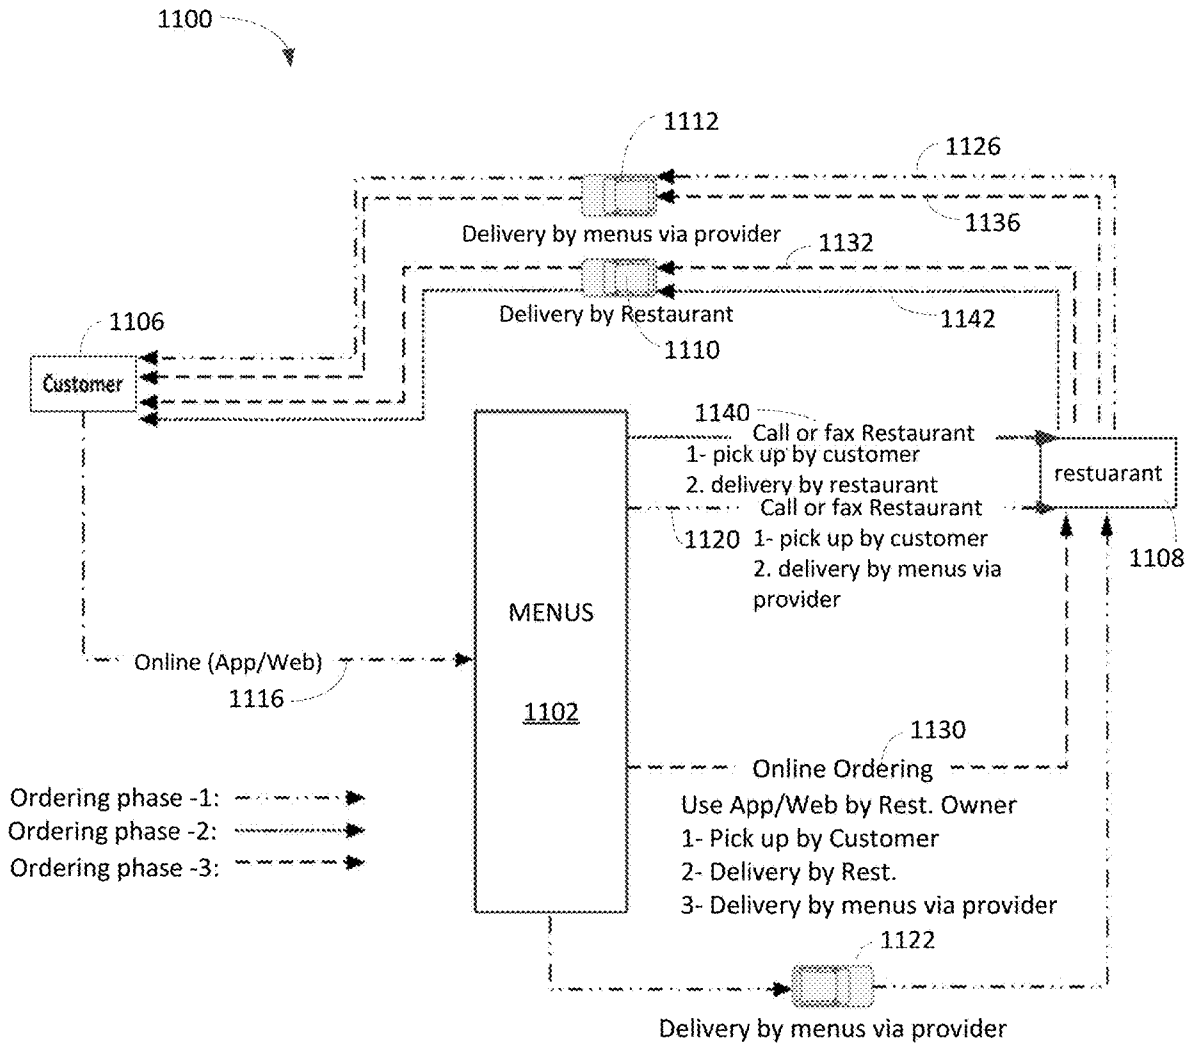 1100
1112
1126
1136
Delivery by menus via provider
1132
Delivery by Restaurant
1142
1110
1106
Customer
1140
Call or fax Restaurant
1- pick up by customer
2. delivery by restaurant
restuarant
Call or fax Restaurant
1120
1- pick up by customer
2. delivery by menus via
provider
1108
MENUS
1102
Online (App/Web)
1116
1130
Online Ordering
Use App/Web by Rest. Owner
1- Pick up by Customer
2- Delivery by Rest.
3- Delivery by menus via provider
Ordering phase -1:
Ordering phase -2:
Ordering phase -3:
1122
Delivery by menus via provider